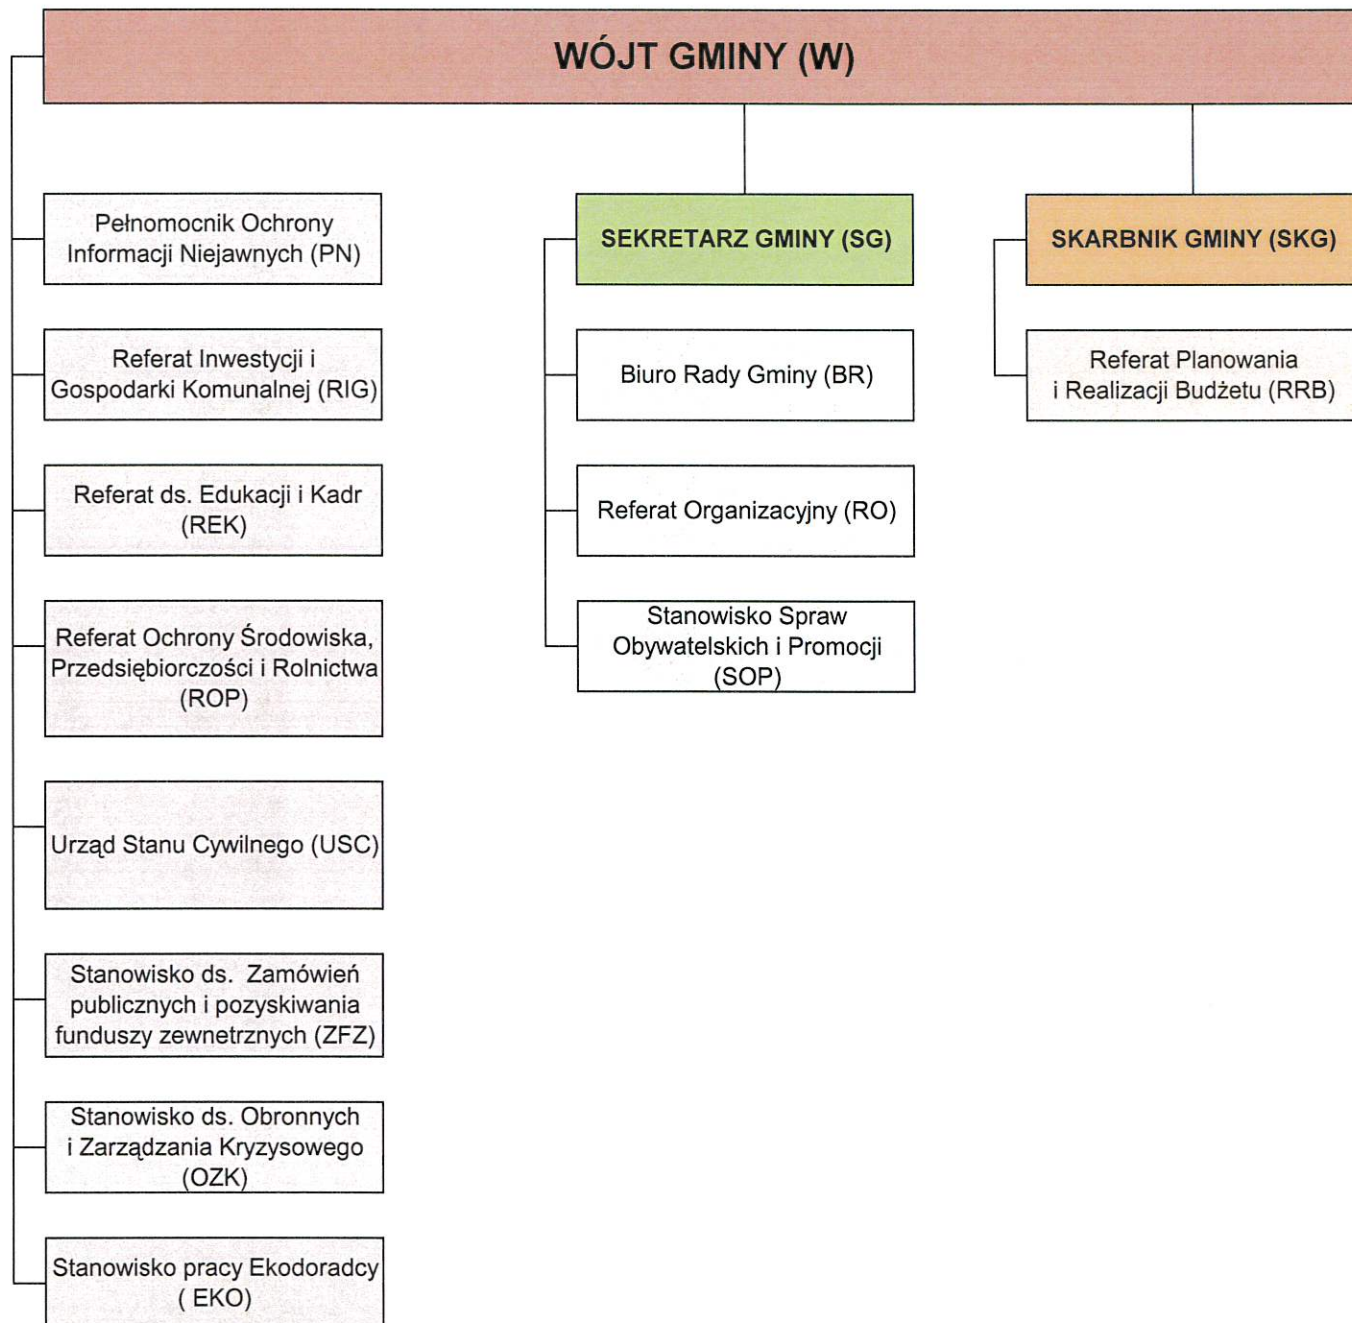 WÓJT GMINY (W)
Pełnomocnik Ochrony
Informacji Niejawnych (PN)
Referat Inwestycji i
Gospodarki Komunalnej (RIG)
Referat ds. Edukacji i Kadr
(REK)
Referat Ochrony Środowiska,
Przedsiębiorczości i Rolnictwa
(ROP)
Urząd Stanu Cywilnego (USC)
Stanowisko ds.  Zamówień
publicznych i pozyskiwania
funduszy zewnetrznych (ZFZ)
Stanowisko ds. Obronnych
i Zarządzania Kryzysowego
(OZK)
Stanowisko pracy Ekodoradcy
( EKO)
SEKRETARZ GMINY (SG)
Biuro Rady Gminy (BR)
Referat Organizacyjny (RO)
Stanowisko Spraw
Obywatelskich i Promocji
(SOP)
SKARBNIK GMINY (SKG)
Referat Planowania
i Realizacji Budżetu (RRB)